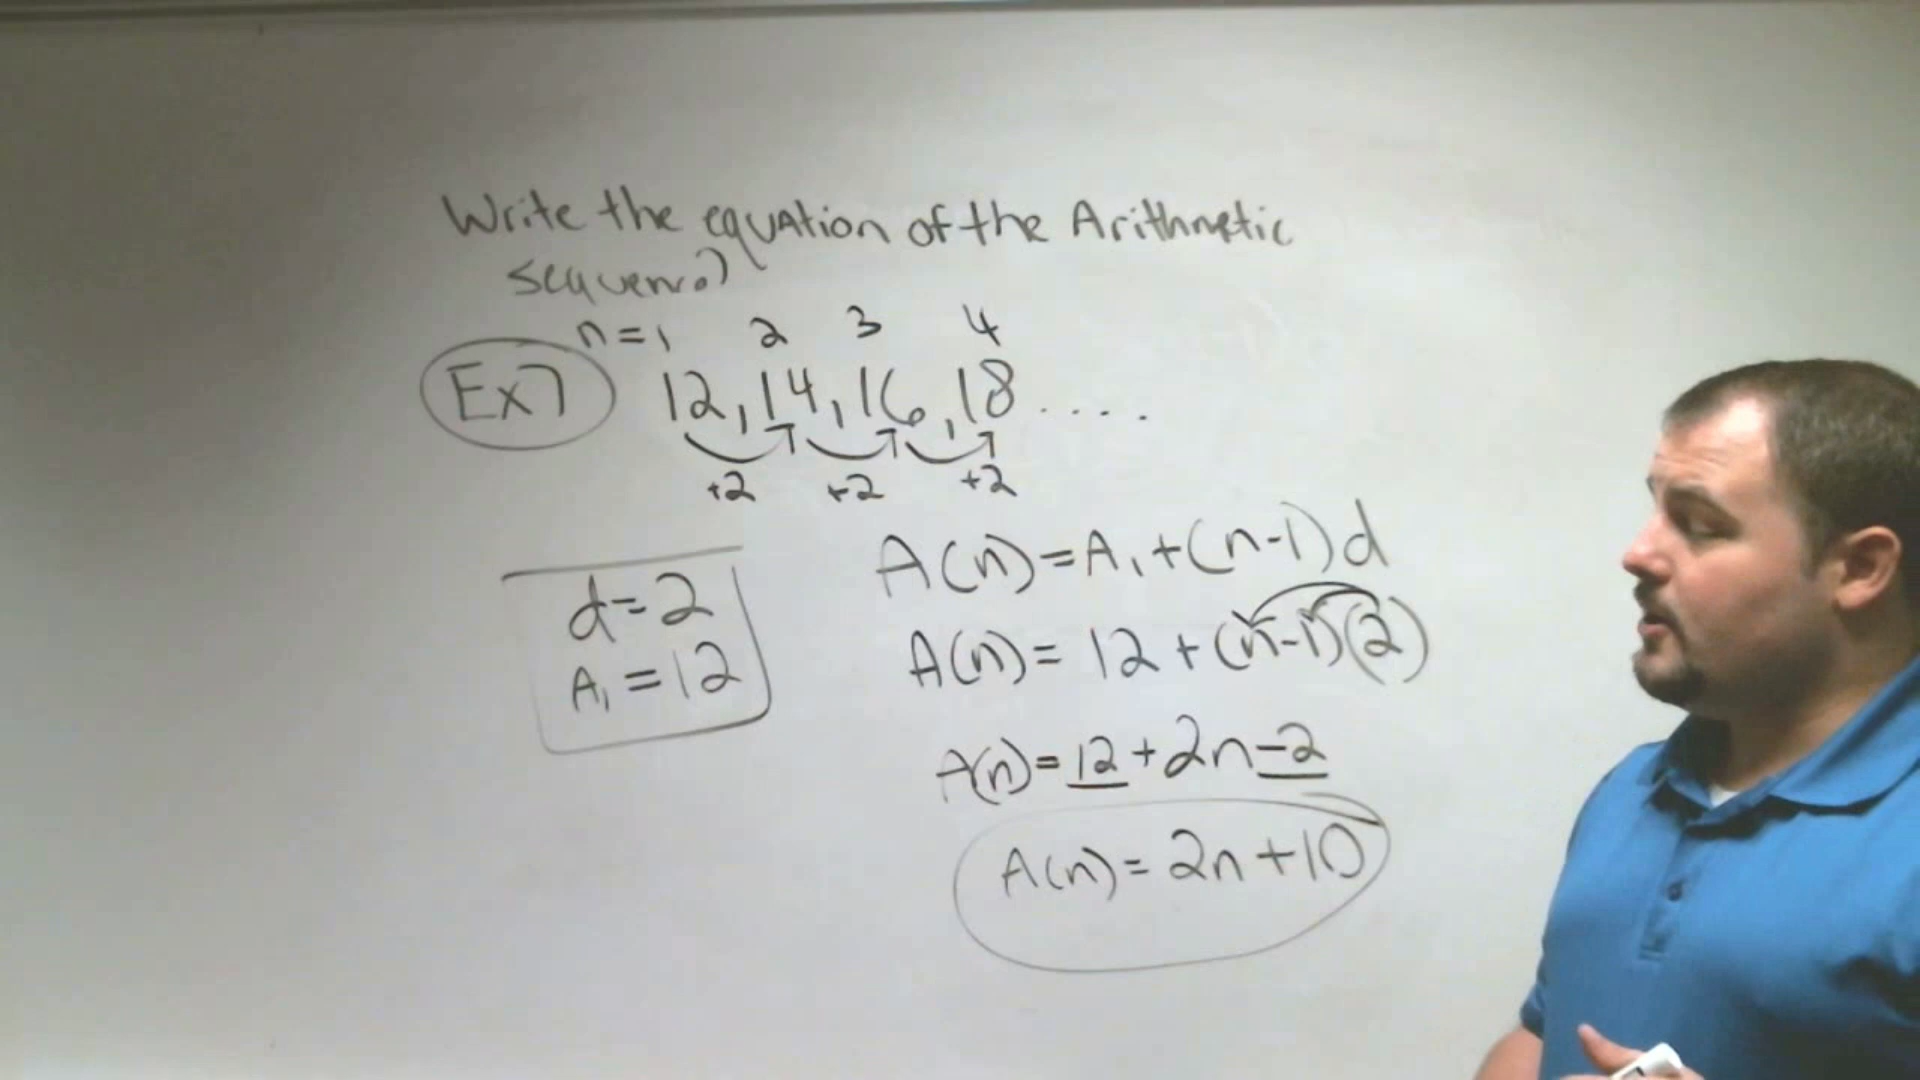 Write the equation of the Arithmetic
sequence
n=1 2 3 4
Ex7 12, 14, 16, 18 ....
+2 +2 +2
d=2
A₁=12
A(n)=A₁+(n-1)d
A(n)=12+(n-1)(2)
A(n)=12+2n-2
A(n)=2n+10